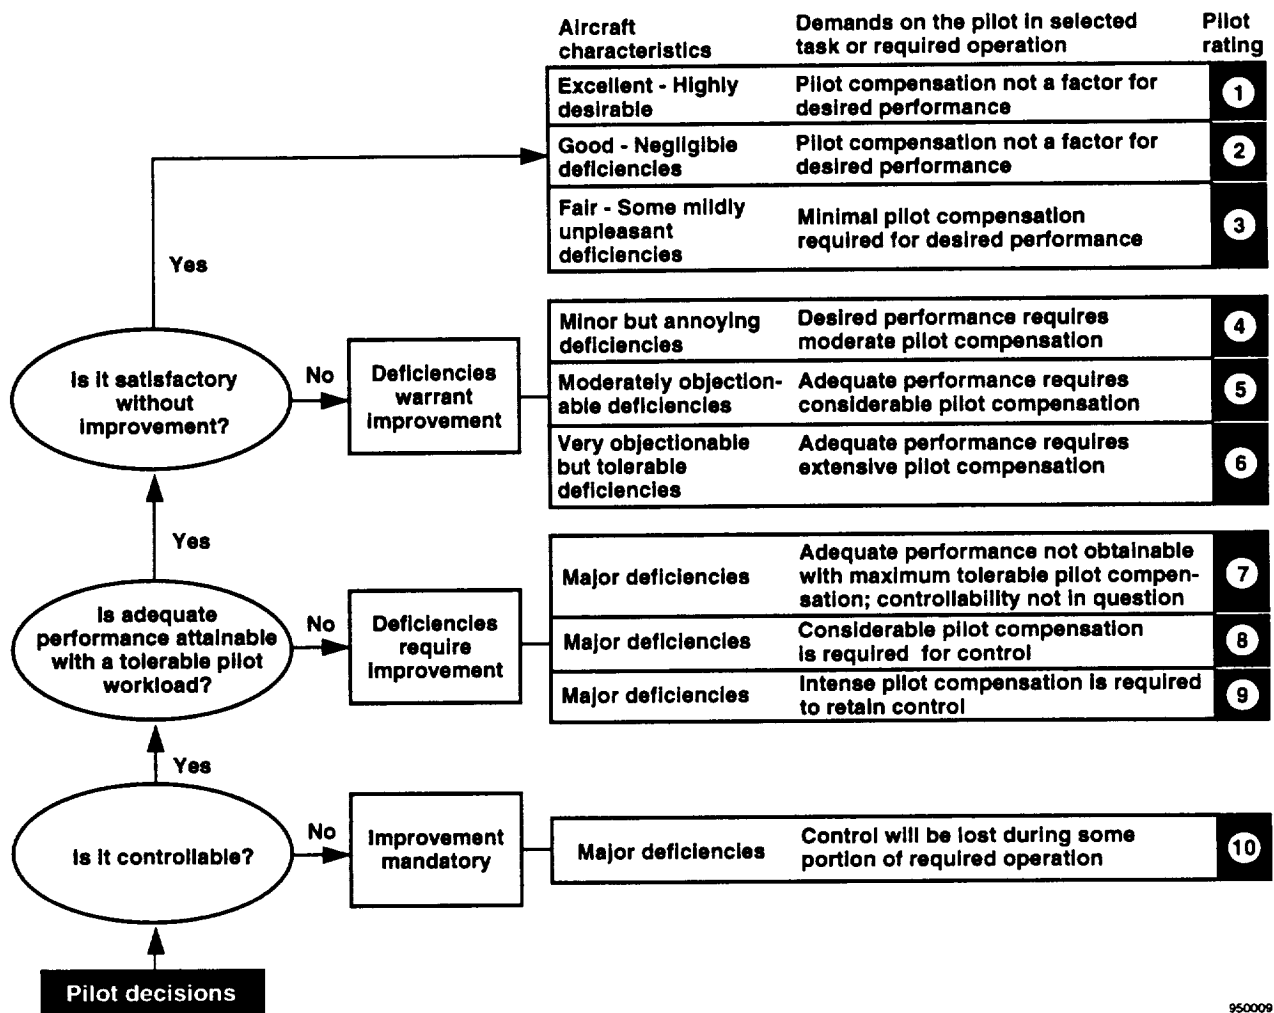 Aircraft
characteristics
Demands on the pilot in selected
task or required operation
Pilot
rating
Excellent - Highly
desirable
Pilot compensation not a factor for
desired performance
1
Good - Negligible
deficiencies
Pilot compensation not a factor for
desired performance
2
Fair - Some mildly
unpleasant
deficiencies
Minimal pilot compensation
required for desired performance
3
Yes
Is it satisfactory
without
improvement?
No
Deficiencies
warrant
improvement
Minor but annoying
deficiencies
Desired performance requires
moderate pilot compensation
4
Moderately objection-
able deficiencies
Adequate performance requires
considerable pilot compensation
5
Very objectionable
but tolerable
deficiencies
Adequate performance requires
extensive pilot compensation
6
Yes
Is adequate
performance attainable
with a tolerable pilot
workload?
No
Deficiencies
require
improvement
Major deficiencies
Adequate performance not obtainable
with maximum tolerable pilot compen-
sation; controllability not in question
7
Major deficiencies
Considerable pilot compensation
is required for control
8
Major deficiencies
Intense pilot compensation is required
to retain control
9
Yes
Is it controllable?
No
Improvement
mandatory
Major deficiencies
Control will be lost during some
portion of required operation
10
Pilot decisions
950009